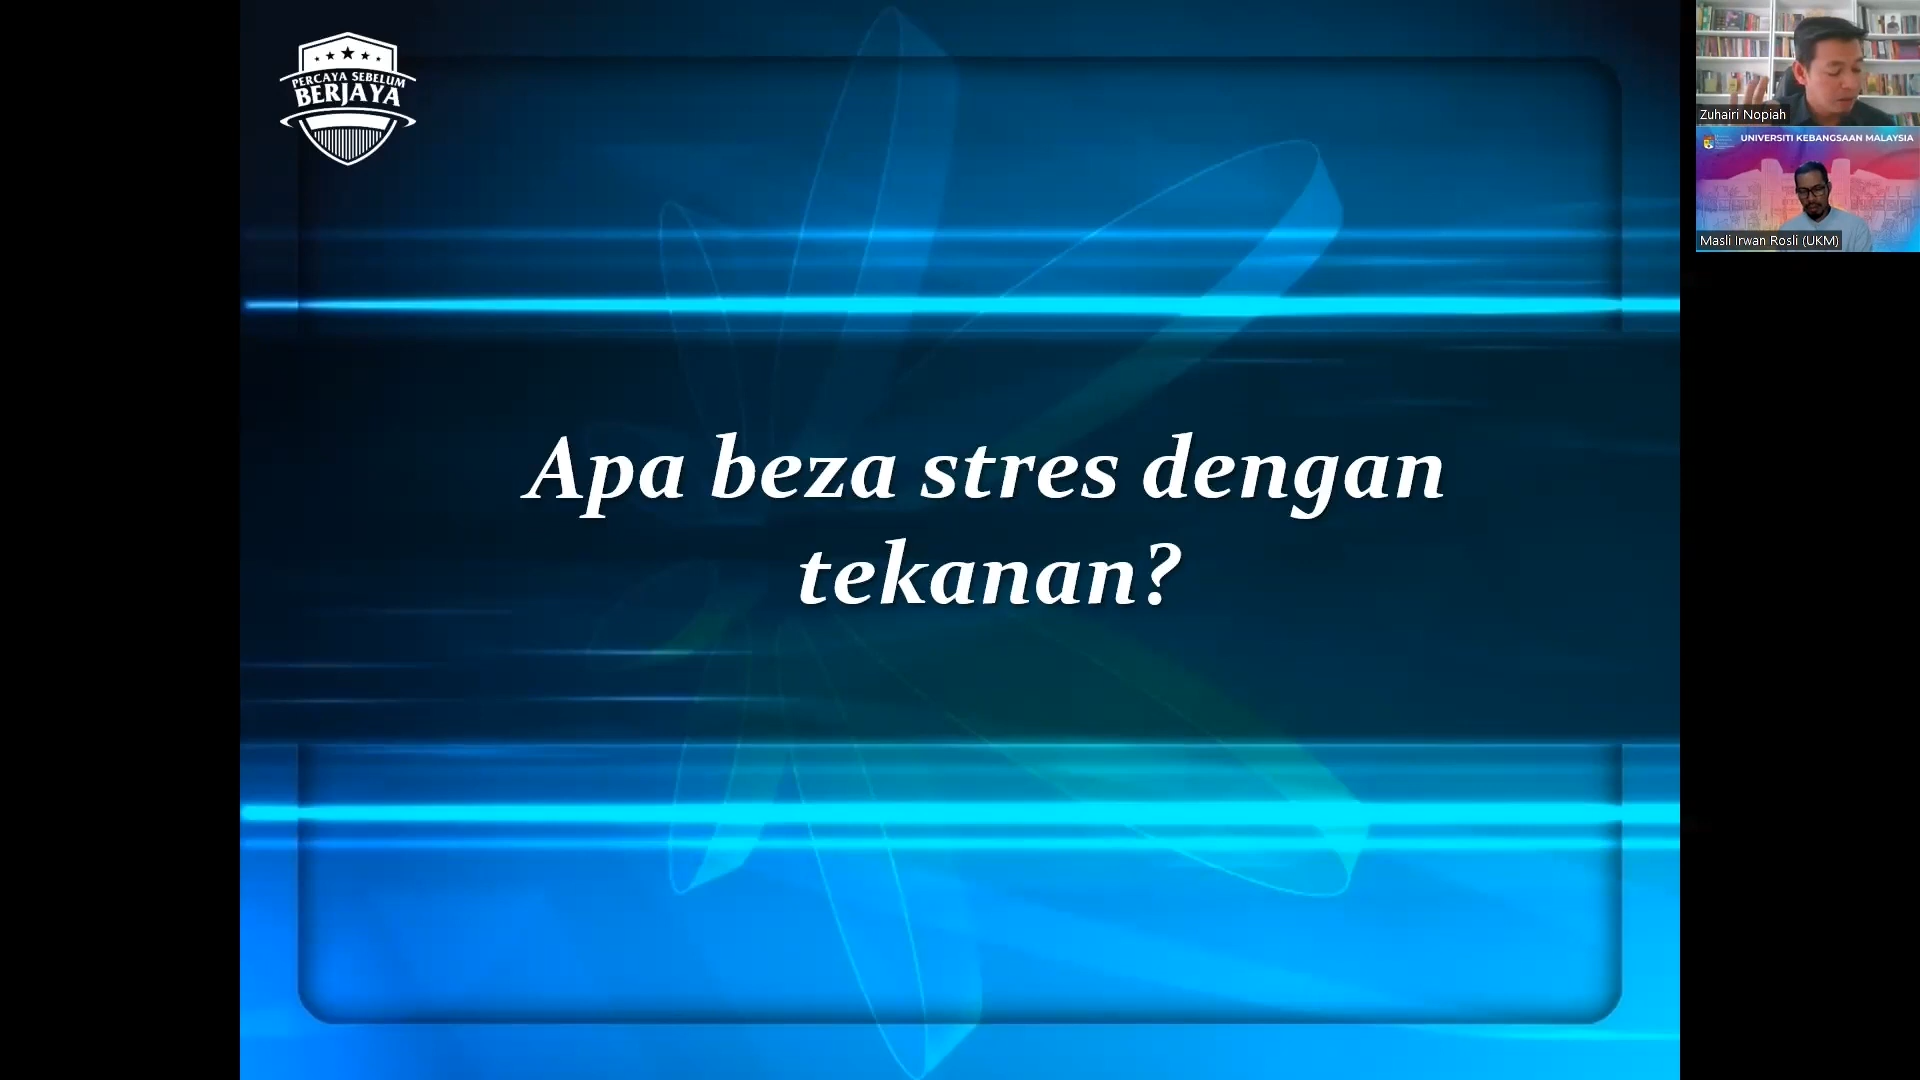 PERCAYA SEBELUM
BERJAYA
Apa beza stres dengan
tekanan?
Zuhairi Nopiah
UNIVERSITI KEBANGSAAN MALAYSIA
Masli Irwan Rosli (UKM)